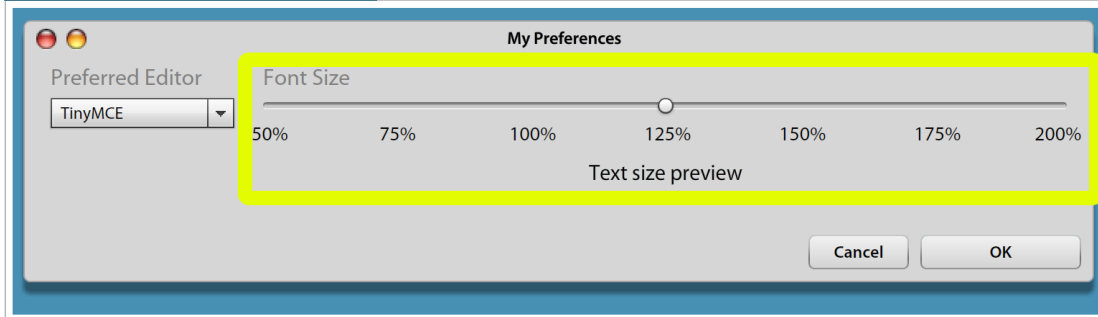 My Preferences
Preferred Editor
Font Size
TinyMCE
50% 75% 100% 125% 150% 175% 200%
Text size preview
Cancel OK